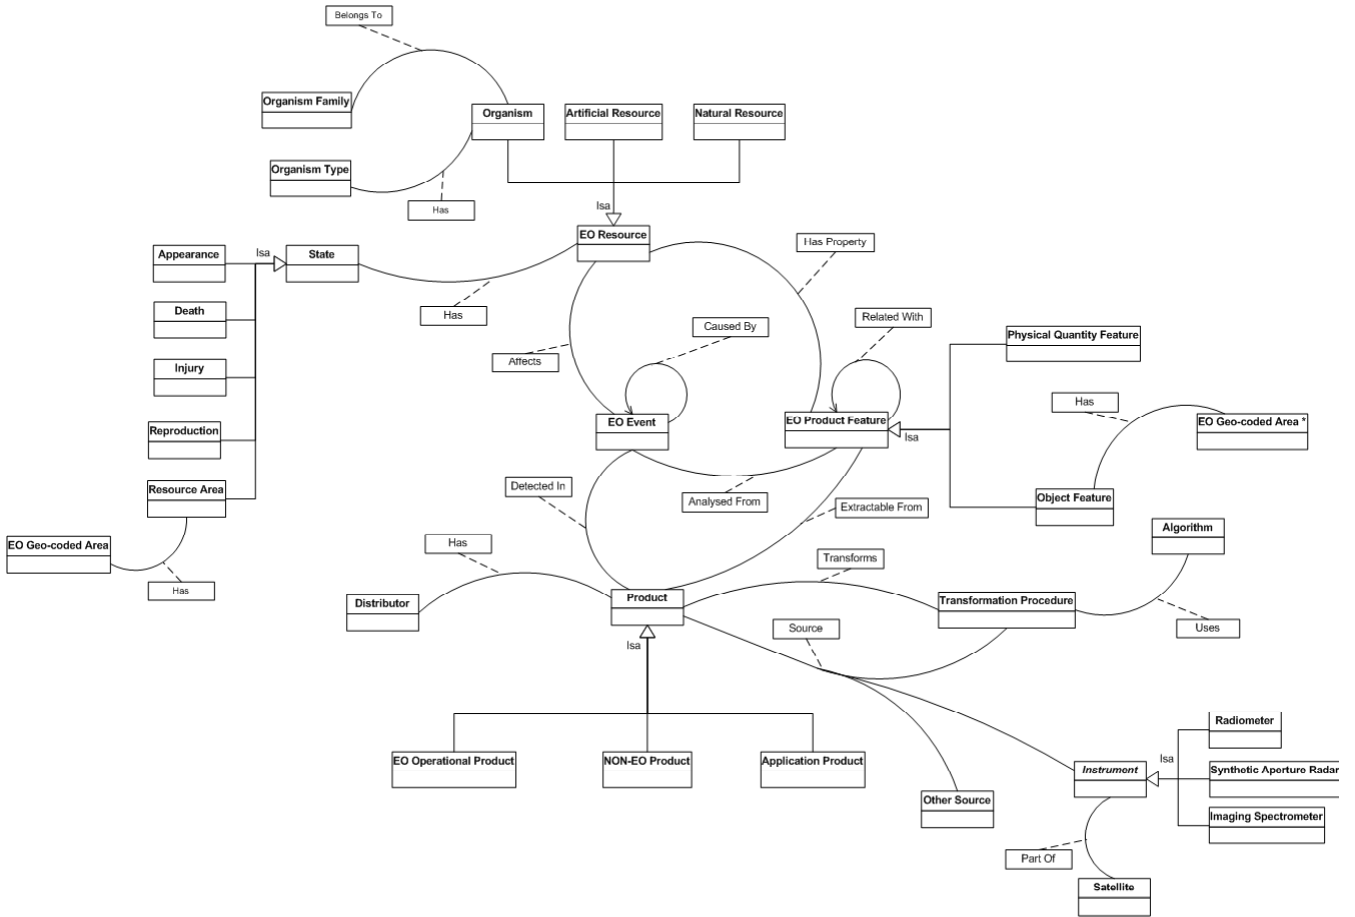 Belongs To
Organism Family
Organism
Artificial Resource
Natural Resource
Organism Type
Has
Isa
EO Resource
Has Property
Appearance
Isa
State
Has
Death
Related With
Caused By
Physical Quantity Feature
Affects
Injury
Has
EO Event
EO Product Feature
EO Geo-coded Area *
Isa
Reproduction
Resource Area
Detected In
Analysed From
Extractable From
Object Feature
Algorithm
EO Geo-coded Area
Has
Transforms
Has
Distributor
Product
Transformation Procedure
Source
Uses
Isa
Radiometer
EO Operational Product
NON-EO Product
Application Product
Isa
Instrument
Synthetic Aperture Radar
Other Source
Imaging Spectrometer
Part Of
Satellite